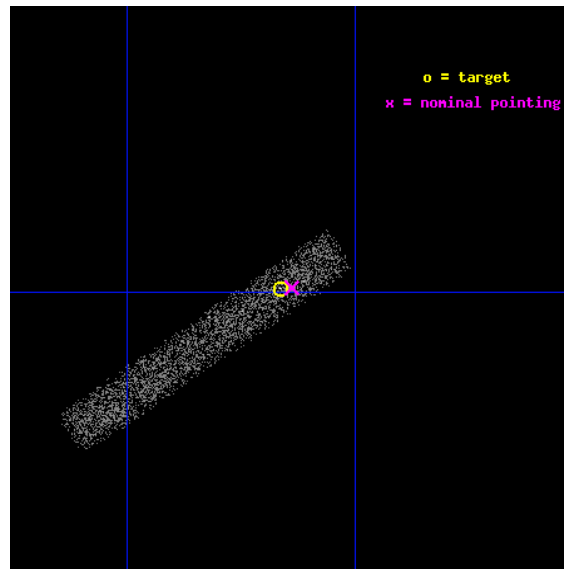 o = target
x = nominal pointing